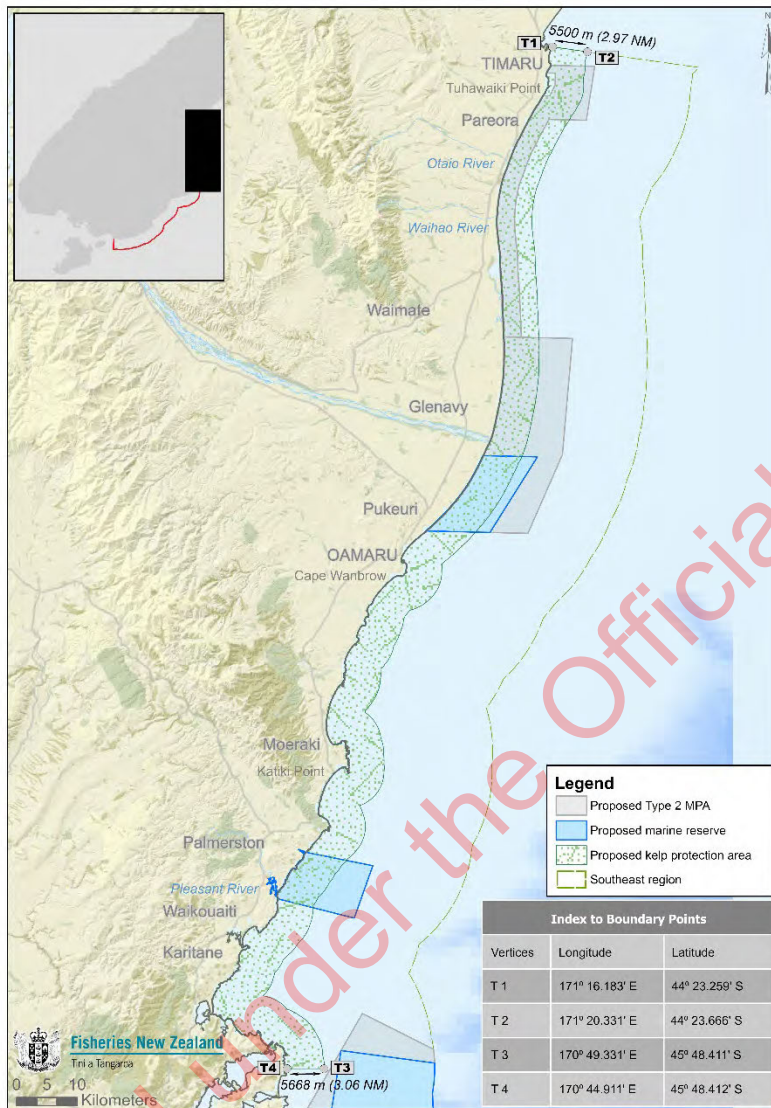 N
5500 m (2.97 NM)
T1
T2
TIMARU
Tuhawaiki Point
Pareora
Otaio River
Waihao River
Waimate
Glenavy
Pukeuri
OAMARU
Cape Wanbrow
Moeraki
Katiki Point
Palmerston
Pleasant River
Waikouaiti
Karitane
T4
T3
5668 m (3.06 NM)
Legend
Proposed Type 2 MPA
Proposed marine reserve
Proposed kelp protection area
Southeast region
Index to Boundary Points
Vertices Longitude Latitude
T 1 171º 16.183' E 44º 23.259' S
T 2 171º 20.331' E 44º 23.666' S
T 3 170º 49.331' E 45º 48.411' S
T 4 170º 44.911' E 45º 48.412' S
Fisheries New Zealand
Tini a Tangaroa
0 5 10
Kilometers
under the Official